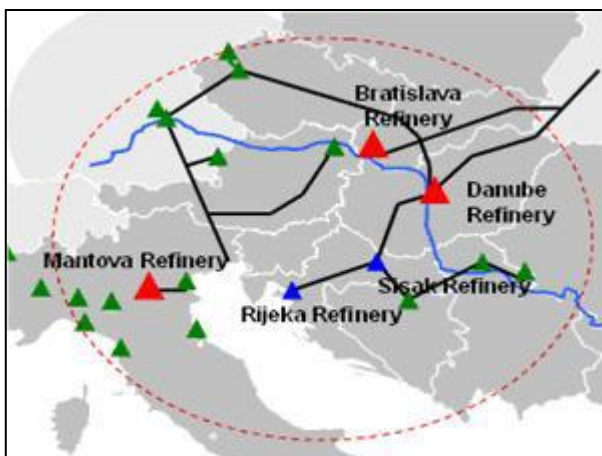 Bratislava
Refinery
Danube
Refinery
Mantova Refinery
Sisak Refinery
Rijeka Refinery